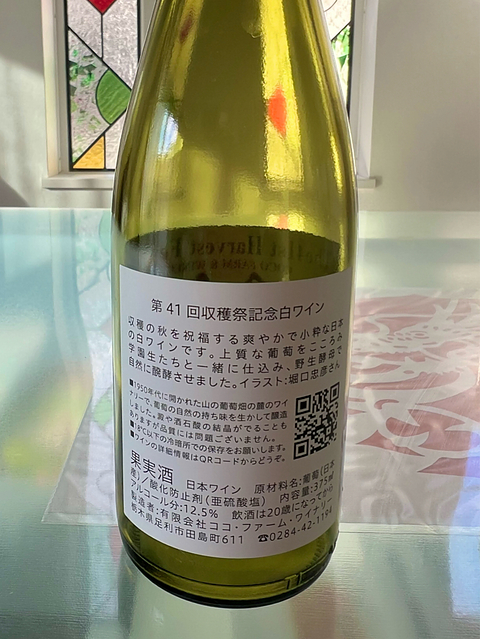 第41回収穫祭記念白ワイン
収穫の秋を祝福する爽やかで小粋な日本
の白ワインです。上質な葡萄をこころみ
学園生たちと一緒に仕込み、野生酵母で
自然に醗酵させました。イラスト:堀口忠彦さん
■1950年代に開かれた山の葡萄畑の麓のワイ
ナリーで、葡萄の自然の持ち味を生かして醸造
しました。澱や酒石酸の結晶がでることも
ありますが品質には問題ございません。
■18℃以下の冷暗所での保存をお願いします。
■ワインの詳細情報はQRコードからどうぞ。
果実酒 日本ワイン 原材料名:葡萄(日本
産)／酸化防止剤(亜硫酸塩) 内容量:375ml
アルコール分:12.5% 飲酒は20歳になってから。
製造者:有限会社ココ・ファーム・ワイナリー
栃木県足利市田島町611 ☎0284-42-1194
Harvest
FARM & WINERY